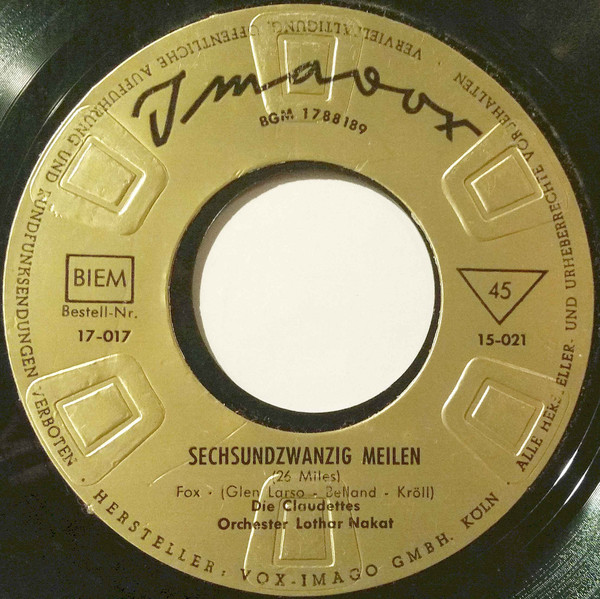 Imavox
BGM 1788189
BIEM
Bestell-Nr.
17-017
45
15-021
SECHSUNDZWANZIG MEILEN
(26 Miles)
Fox - (Glen Larso - Belland - Kröll)
Die Claudettes
Orchester Lothar Nakat
HERSTELLER: VOX-IMAGO GMBH. KÖLN · ALLE HERSTELLER- UND URHEBERRECHTE VORBEHALTEN · VERVIELFÄLTIGUNG, ÖFFENTLICHE AUFFÜHRUNG UND RUNDFUNKSENDUNGEN VERBOTEN ·